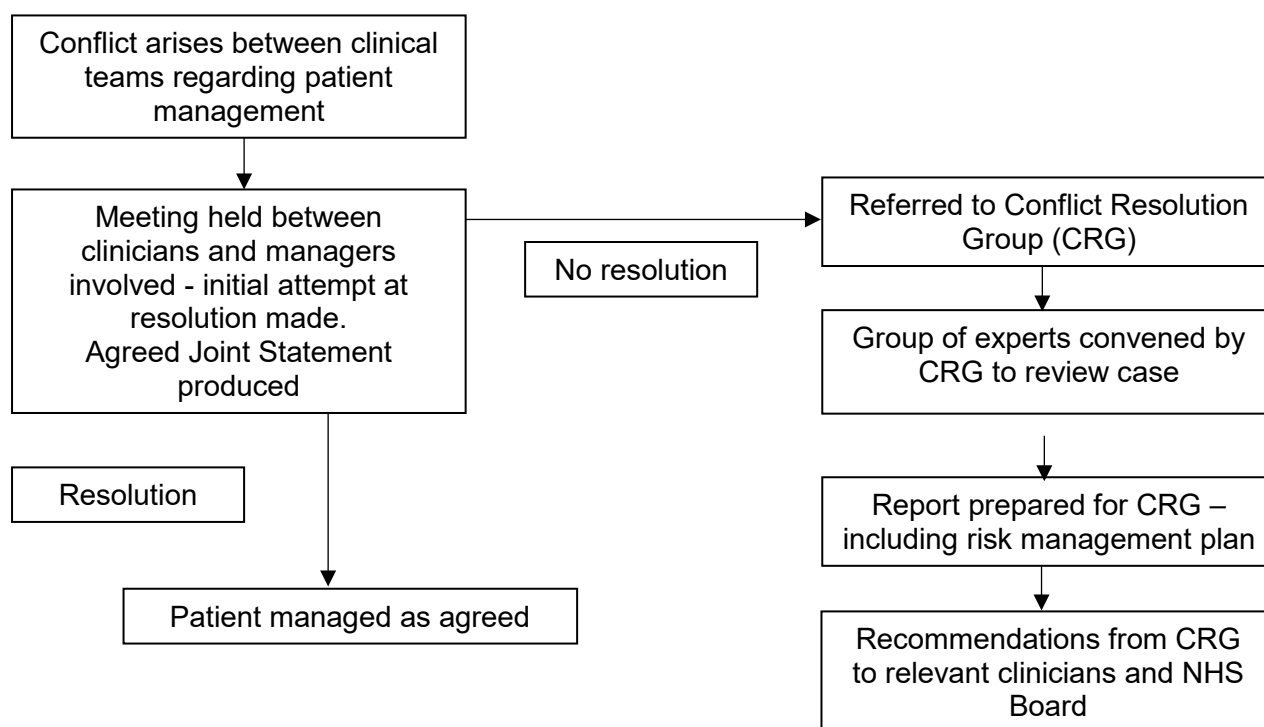 Conflict arises between clinical
teams regarding patient
management
Meeting held between
clinicians and managers
involved - initial attempt at
resolution made.
Agreed Joint Statement
produced
No resolution
Referred to Conflict Resolution
Group (CRG)
Group of experts convened by
CRG to review case
Resolution
Report prepared for CRG –
including risk management plan
Patient managed as agreed
Recommendations from CRG
to relevant clinicians and NHS
Board